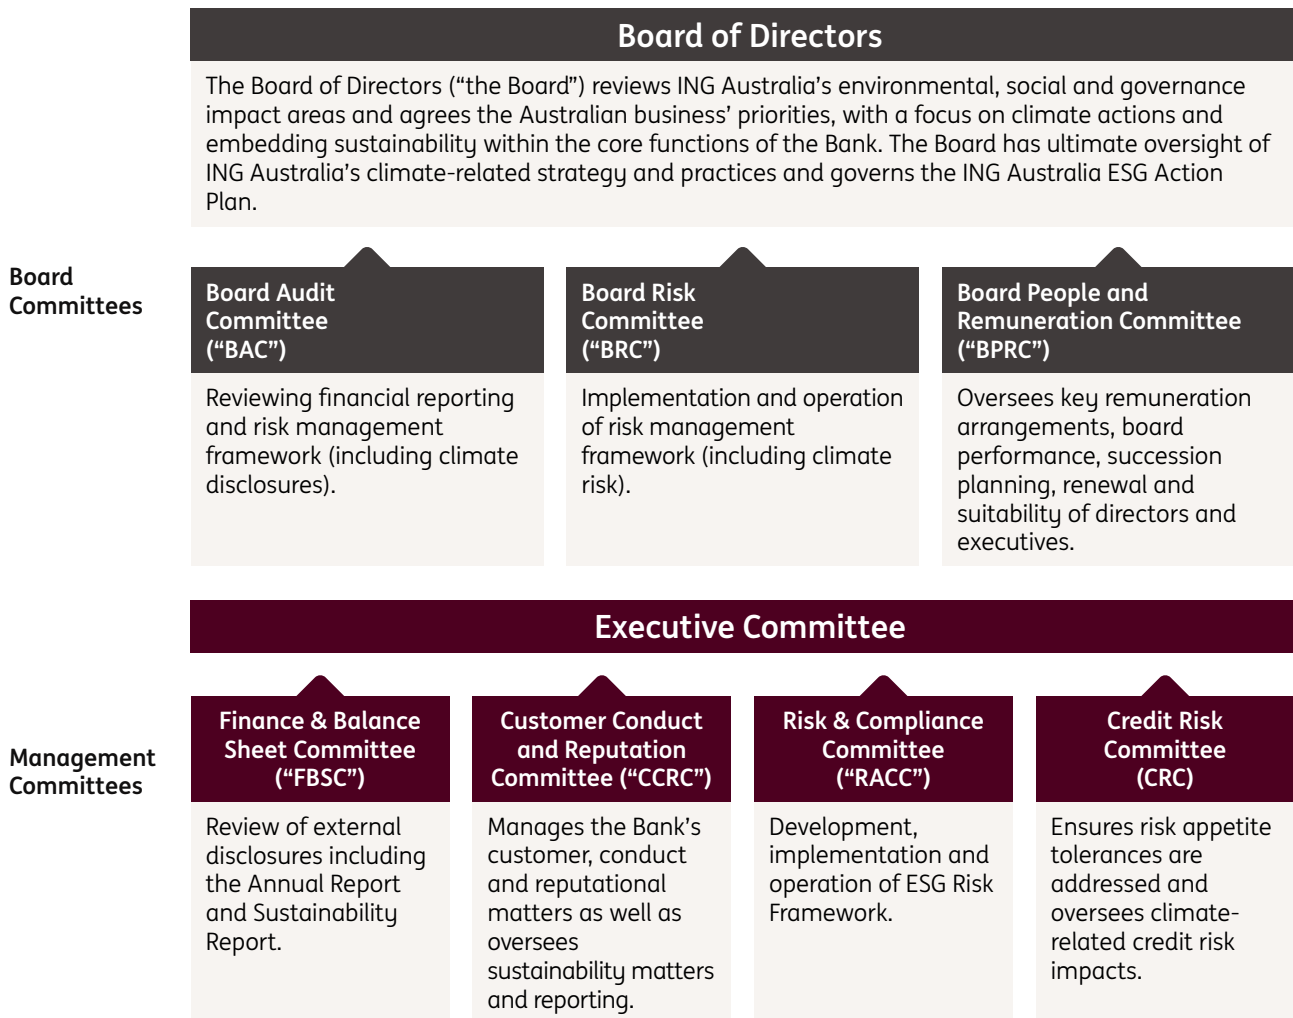 Board of Directors
The Board of Directors (“the Board”) reviews ING Australia’s environmental, social and governance
impact areas and agrees the Australian business’ priorities, with a focus on climate actions and
embedding sustainability within the core functions of the Bank. The Board has ultimate oversight of
ING Australia’s climate-related strategy and practices and governs the ING Australia ESG Action
Plan.
Board
Committees
Board Audit
Committee
(“BAC”)
Reviewing financial reporting
and risk management
framework (including climate
disclosures).
Board Risk
Committee
(“BRC”)
Implementation and operation
of risk management
framework (including climate
risk).
Board People and
Remuneration Committee
(“BPRC”)
Oversees key remuneration
arrangements, board
performance, succession
planning, renewal and
suitability of directors and
executives.
Executive Committee
Management
Committees
Finance & Balance
Sheet Committee
(“FBSC”)
Review of external
disclosures including
the Annual Report
and Sustainability
Report.
Customer Conduct
and Reputation
Committee (“CCRC”)
Manages the Bank’s
customer, conduct
and reputational
matters as well as
oversees
sustainability matters
and reporting.
Risk & Compliance
Committee
(“RACC”)
Development,
implementation and
operation of ESG Risk
Framework.
Credit Risk
Committee
(CRC)
Ensures risk appetite
tolerances are
addressed and
oversees climate-
related credit risk
impacts.